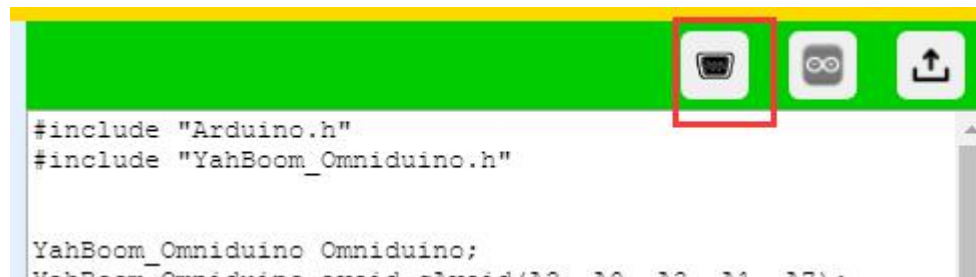 #include "Arduino.h"
#include "YahBoom_Omniduino.h"
YahBoom_Omniduino Omniduino;